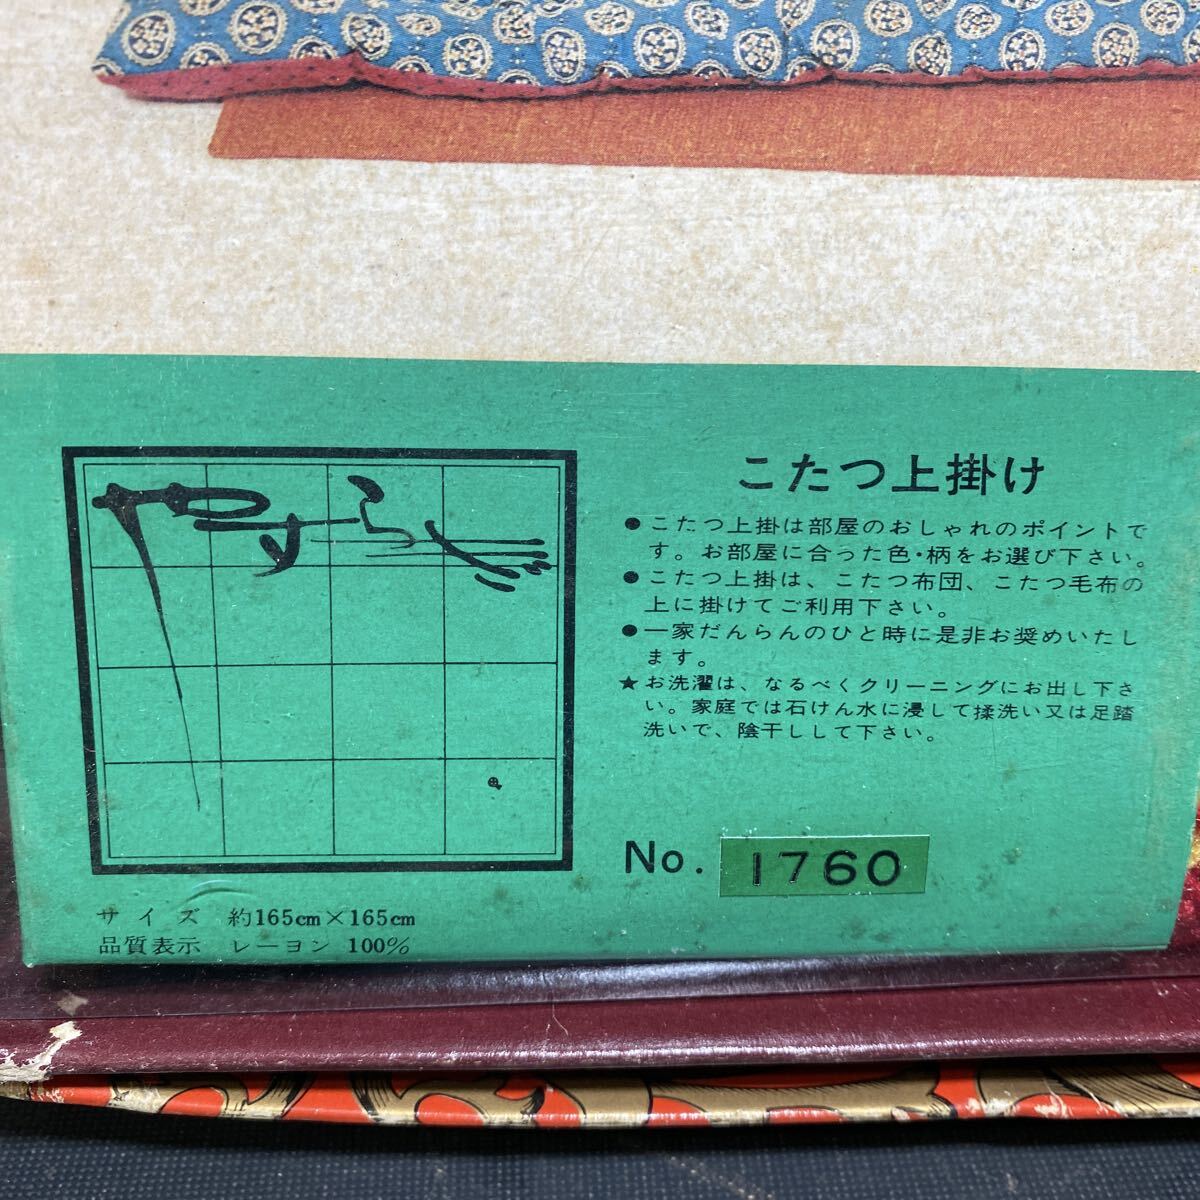 やすらぎ
こたつ上掛け
●こたつ上掛は部屋のおしゃれのポイントで
す。お部屋に合った色・柄をお選び下さい。
●こたつ上掛は、こたつ布団、こたつ毛布の
上に掛けてご利用下さい。
●一家だんらんのひと時に是非お奨めいたし
ます。
★お洗濯は、なるべくクリーニングにお出し下さ
い。家庭では石けん水に浸して揉洗い又は足踏
洗いで、陰干しして下さい。
No. 1760
サイズ 約165cm×165cm
品質表示 レーヨン 100%